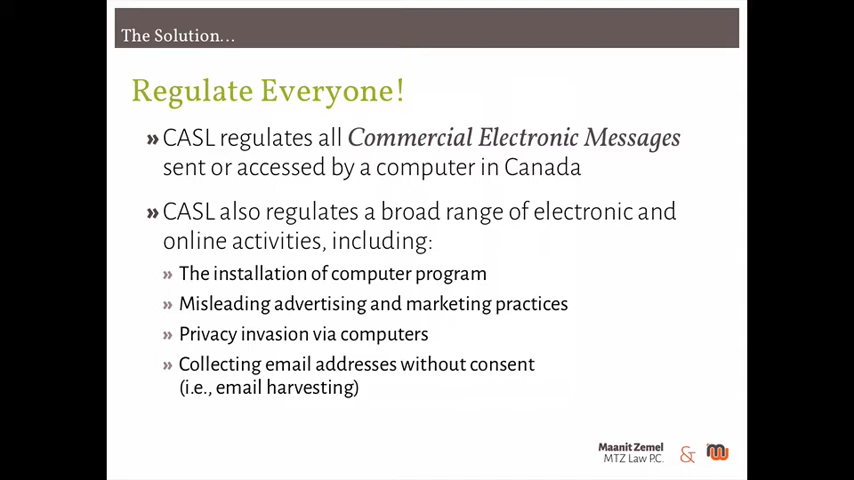 The Solution...
Regulate Everyone!
» CASL regulates all Commercial Electronic Messages
sent or accessed by a computer in Canada
» CASL also regulates a broad range of electronic and
online activities, including:
» The installation of computer program
» Misleading advertising and marketing practices
» Privacy invasion via computers
» Collecting email addresses without consent
(i.e., email harvesting)
Maanit Zemel
MTZ Law P.C. &